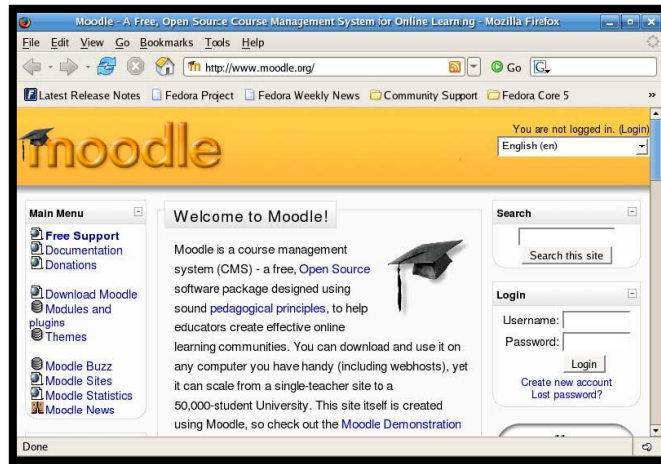 Moodle - A Free, Open Source Course Management System for Online Learning - Mozilla Firefox
File Edit View Go Bookmarks Tools Help
http://www.moodle.org/
Go
Latest Release Notes Fedora Project Fedora Weekly News Community Support Fedora Core 5 »
moodle
You are not logged in. (Login)
English (en)
Main Menu
Free Support
Documentation
Donations
Download Moodle
Modules and
plugins
Themes
Moodle Buzz
Moodle Sites
Moodle Statistics
Moodle News
Welcome to Moodle!
Moodle is a course management
system (CMS) - a free, Open Source
software package designed using
sound pedagogical principles, to help
educators create effective online
learning communities. You can download and use it on
any computer you have handy (including webhosts), yet
it can scale from a single-teacher site to a
50,000-student University. This site itself is created
using Moodle, so check out the Moodle Demonstration
Search
Search this site
Login
Username:
Password:
Login
Create new account
Lost password?
Done